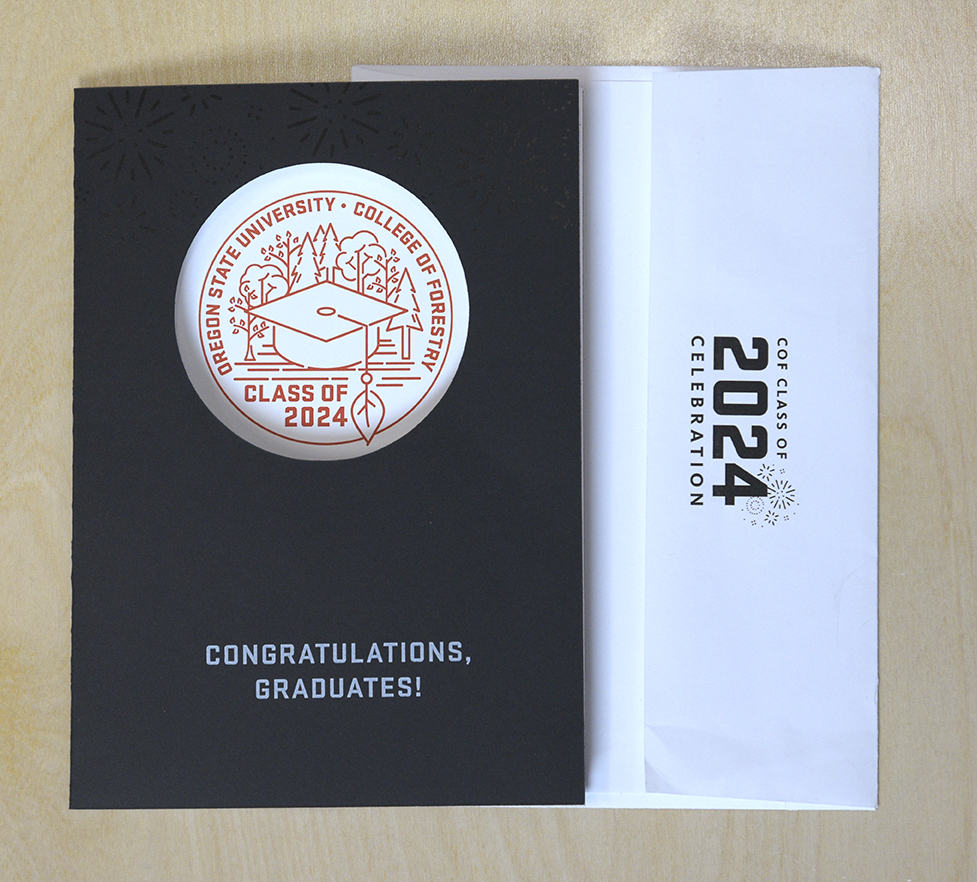 OREGON STATE UNIVERSITY • COLLEGE OF FORESTRY
CLASS OF
2024
CONGRATULATIONS,
GRADUATES!
COF CLASS OF
2024
CELEBRATION